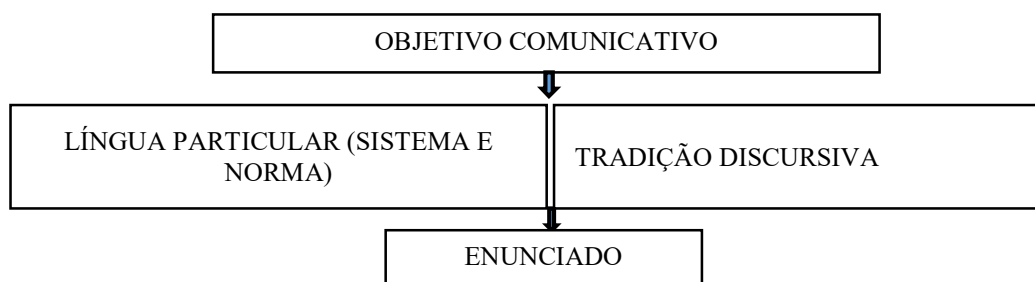 OBJETIVO COMUNICATIVO
LÍNGUA PARTICULAR (SISTEMA E
NORMA)
TRADIÇÃO DISCURSIVA
ENUNCIADO